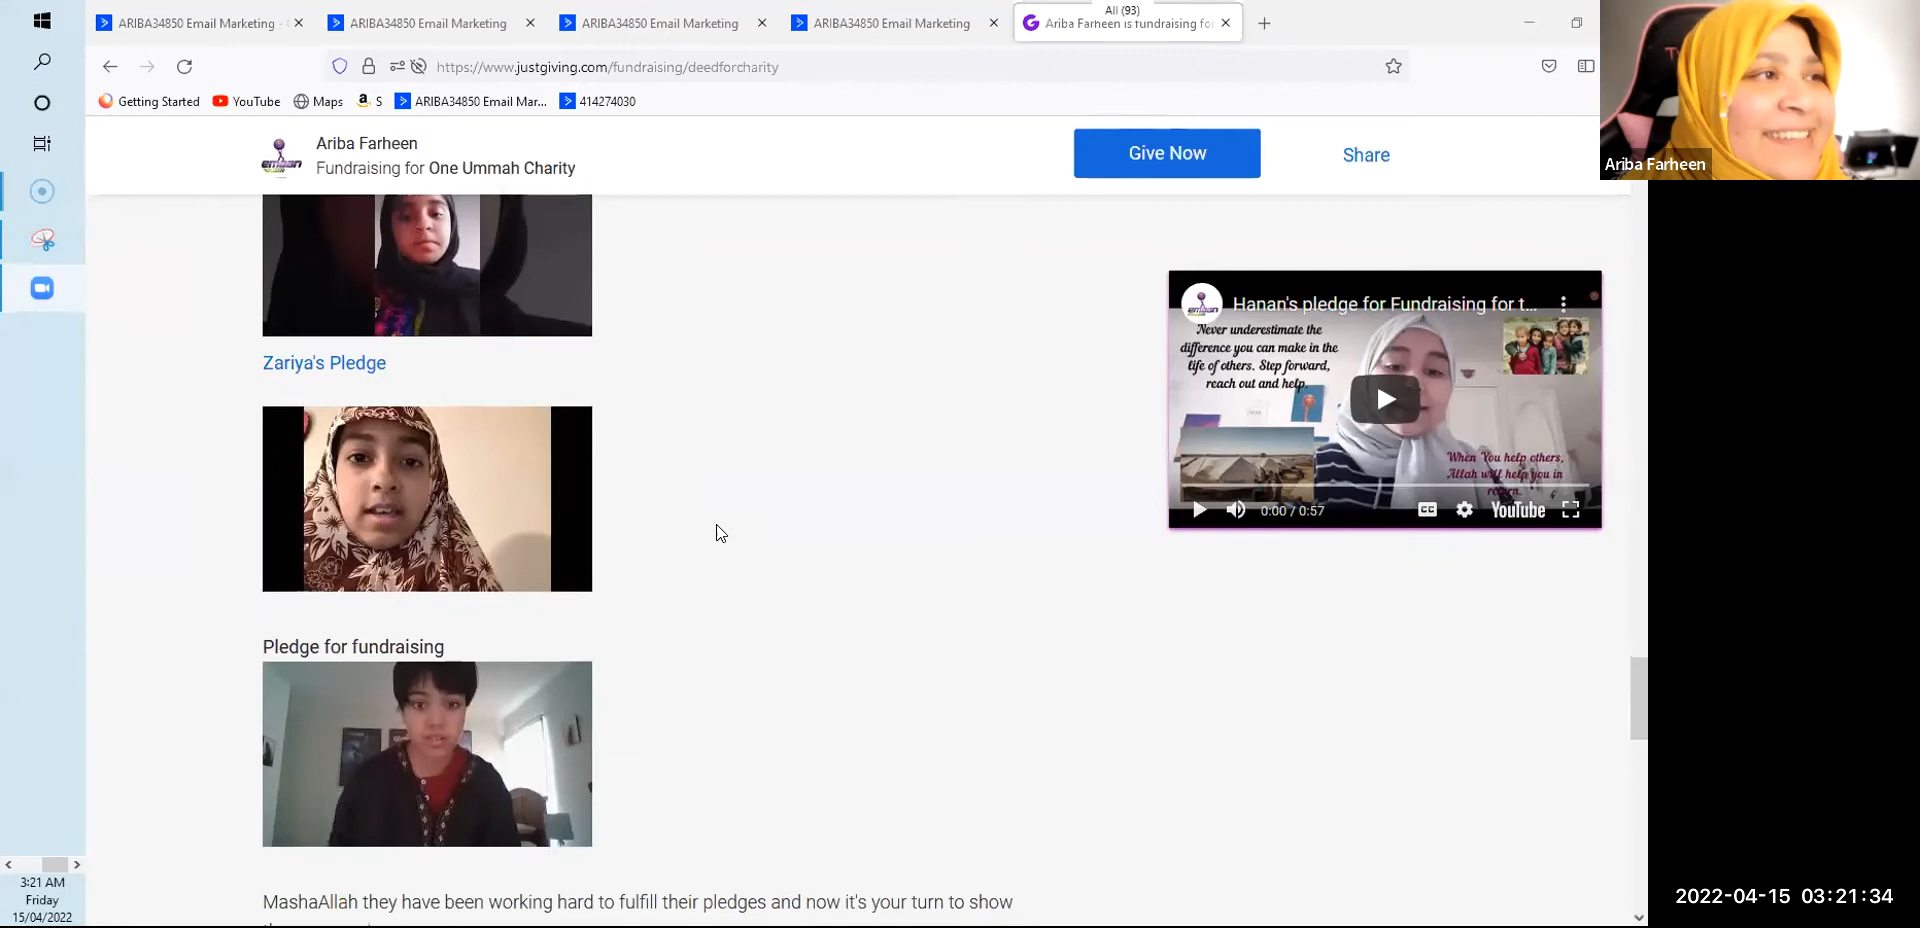 All (93)
ARIBA34850 Email Marketing -
ARIBA34850 Email Marketing
ARIBA34850 Email Marketing
ARIBA34850 Email Marketing
Ariba Farheen is fundraising for
https://www.justgiving.com/fundraising/deedforcharity
Getting Started
YouTube
Maps
a S
ARIBA34850 Email Mar...
414274030
Ariba Farheen
Ariba Farheen
Fundraising for One Ummah Charity
Give Now
Share
Zariya's Pledge
Hanan's pledge for Fundraising for t...
Never underestimate the
difference you can make in the
life of others. Step forward,
reach out and help.
When You help others,
Allah will help you in
return.
0:00 / 0:57
CC
YouTube
Pledge for fundraising
MashaAllah they have been working hard to fulfill their pledges and now it's your turn to show
3:21 AM
Friday
15/04/2022
2022-04-15 03:21:34